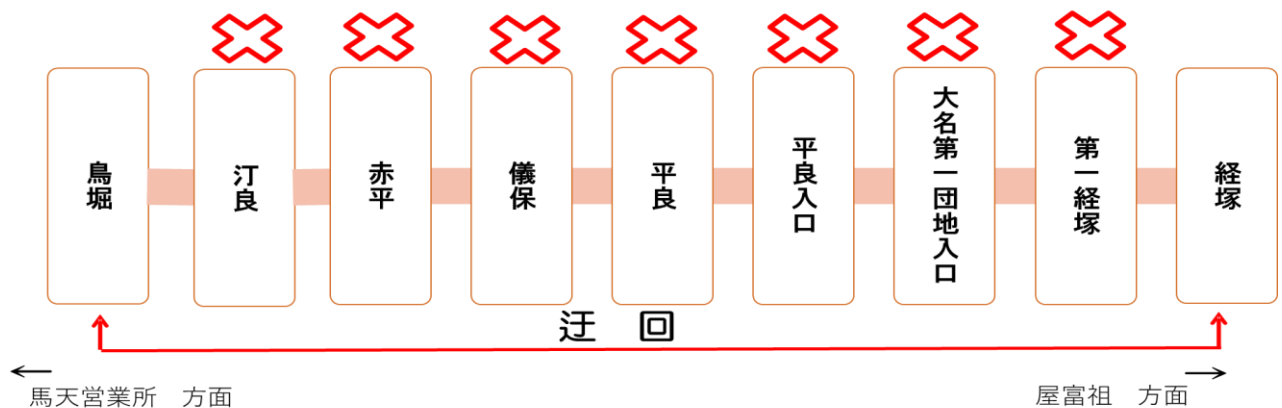 鳥堀
汀良
赤平
儀保
平良
平良入口
大名第一団地入口
第一経塚
経塚
迂　回
馬天営業所　方面
屋富祖　方面